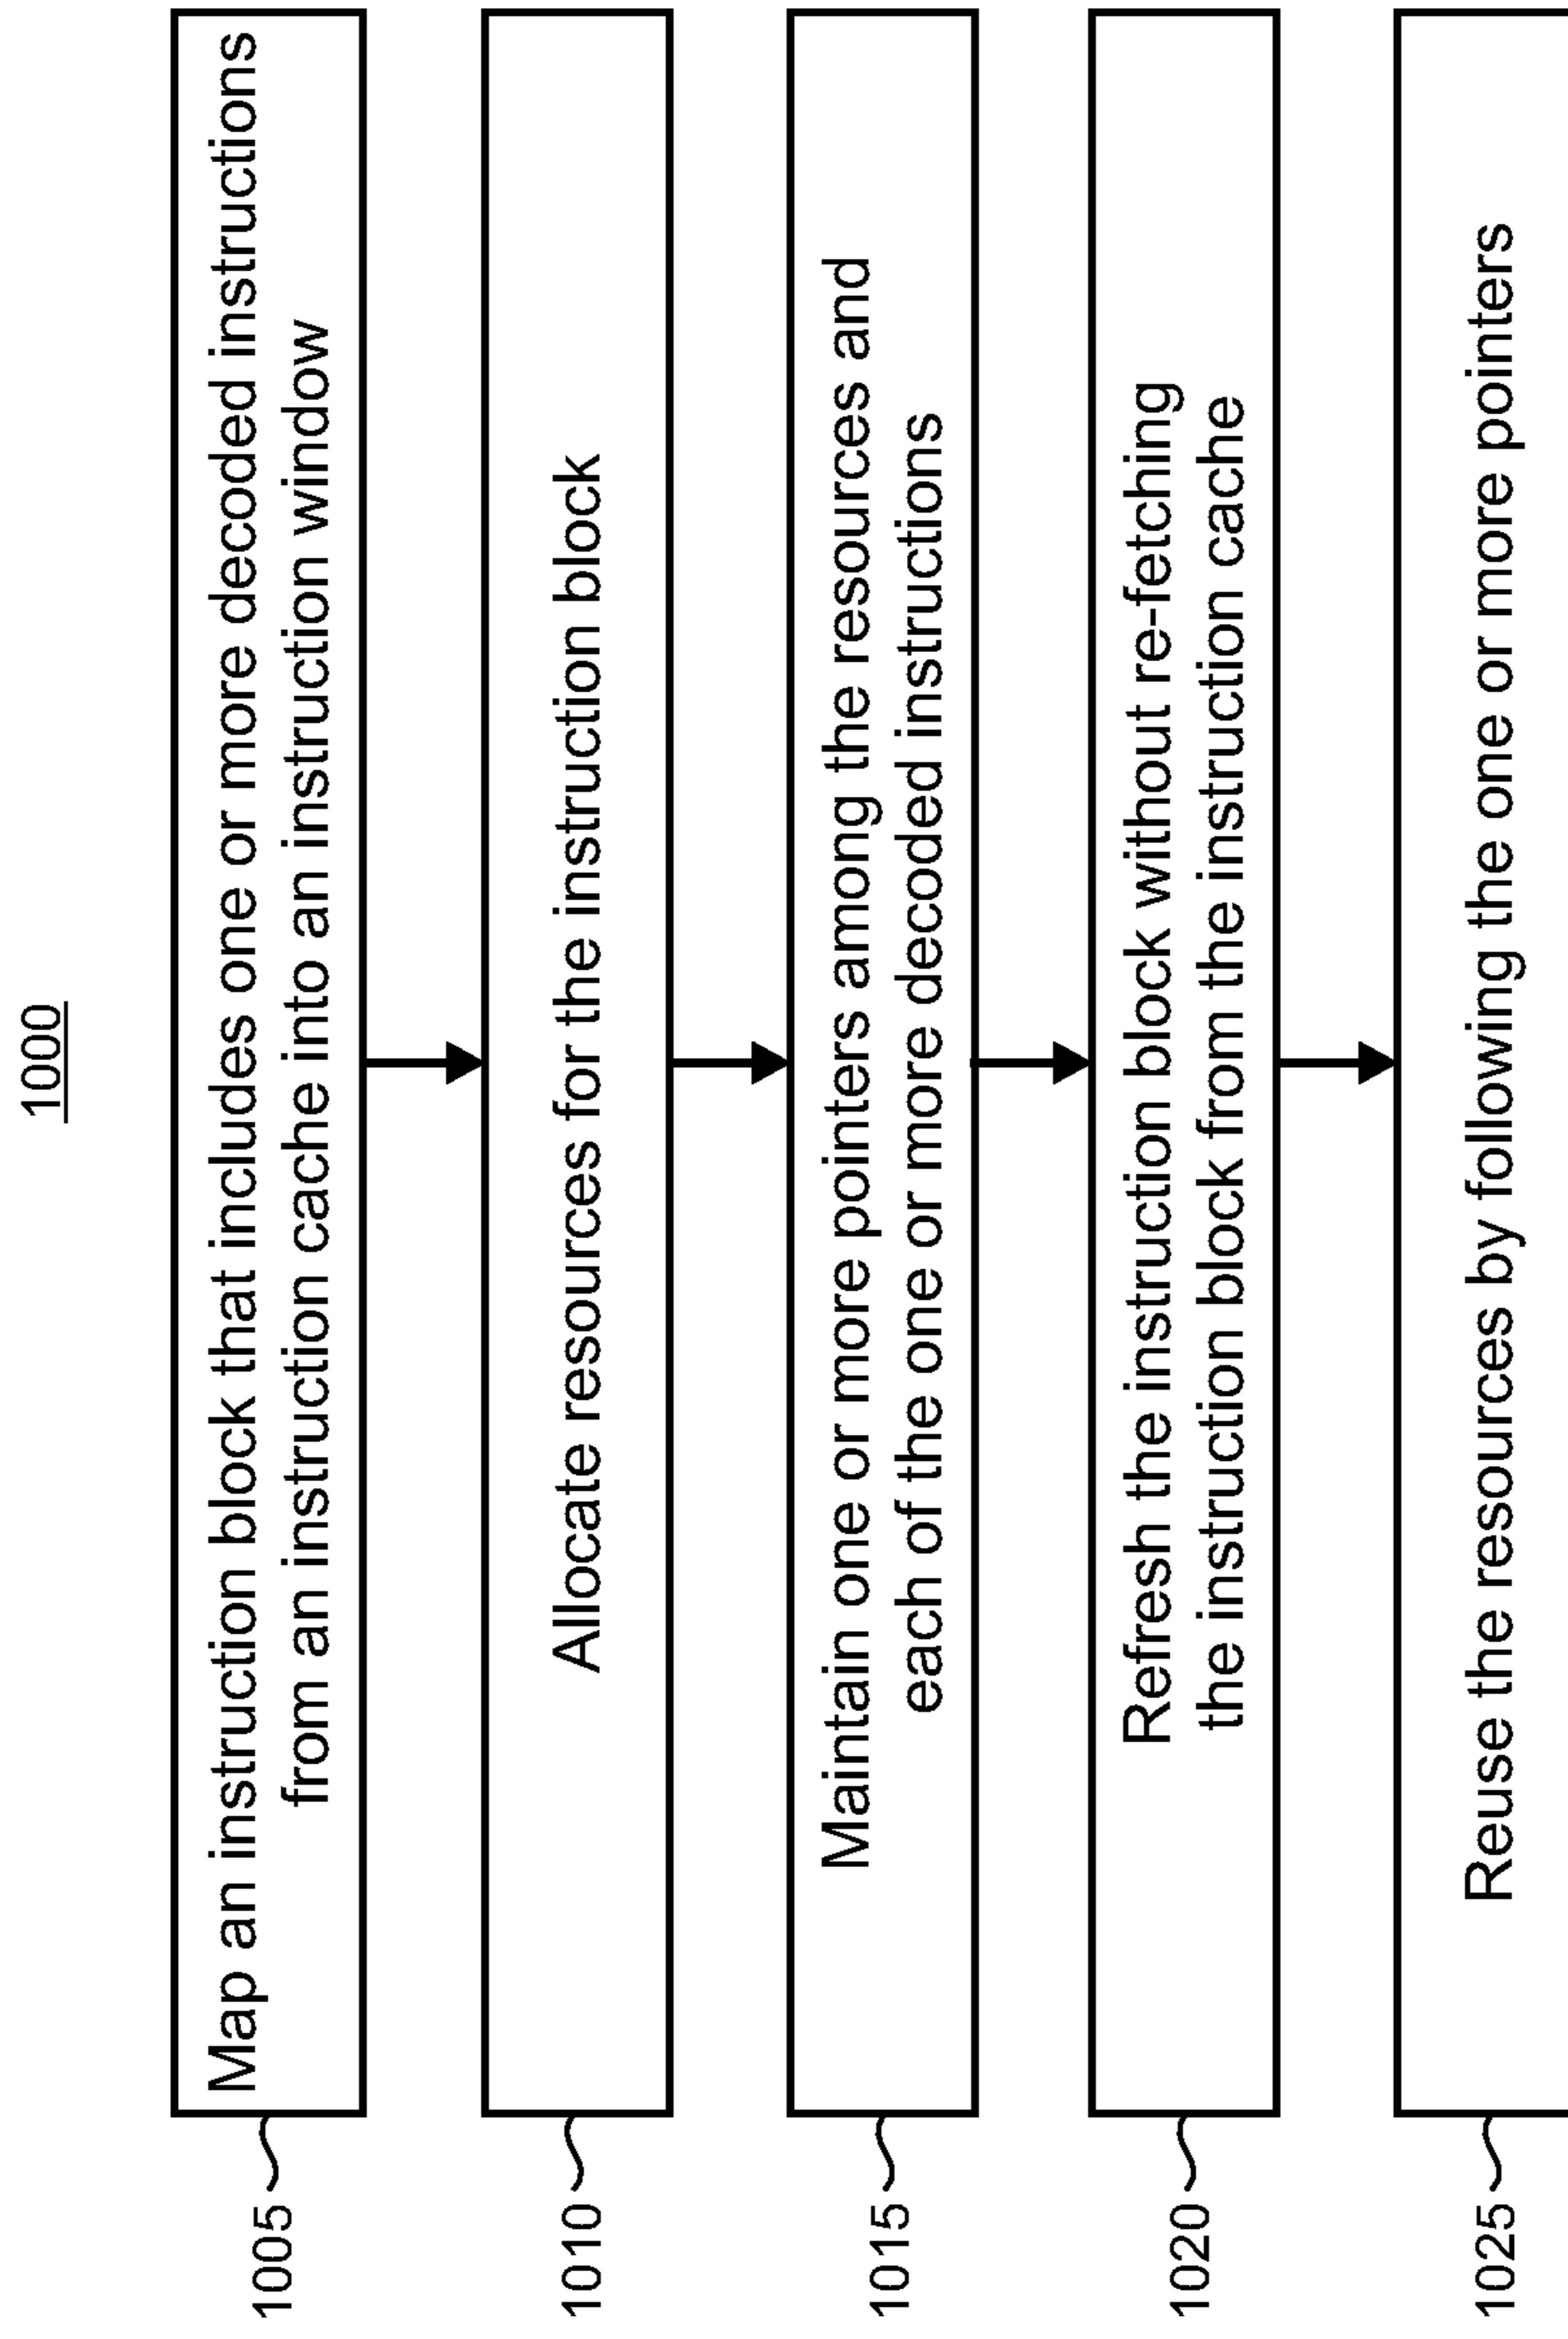 1000
1005
Map an instruction block that includes one or more decoded instructions
from an instruction cache into an instruction window
1010
Allocate resources for the instruction block
1015
Maintain one or more pointers among the resources and
each of the one or more decoded instructions
1020
Refresh the instruction block without re-fetching
the instruction block from the instruction cache
1025
Reuse the resources by following the one or more pointers